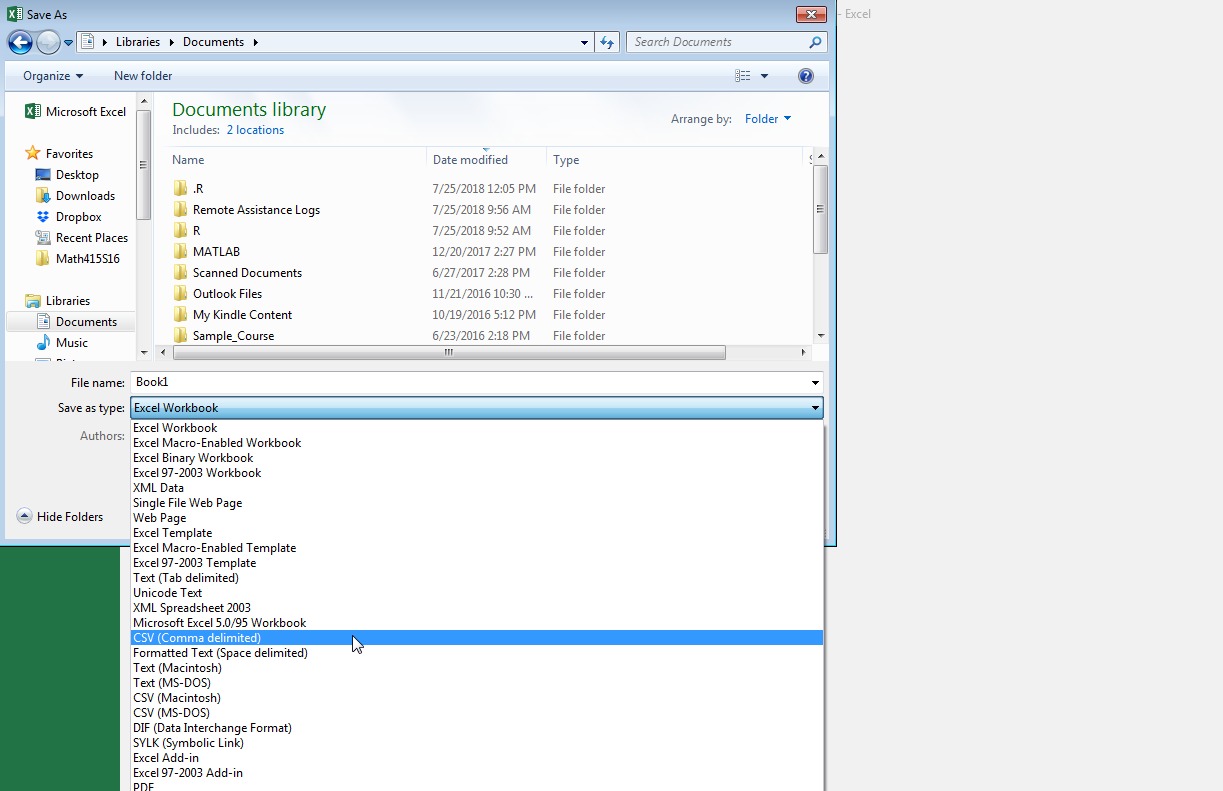 Save As
- Excel
Libraries Documents
Search Documents
Organize New folder
Microsoft Excel
Favorites
Desktop
Downloads
Dropbox
Recent Places
Math415S16
Libraries
Documents
Music
Documents library
Includes: 2 locations
Arrange by: Folder
Name Date modified Type
.R 7/25/2018 12:05 PM File folder
Remote Assistance Logs 7/25/2018 9:56 AM File folder
R 7/25/2018 9:52 AM File folder
MATLAB 12/20/2017 2:27 PM File folder
Scanned Documents 6/27/2017 2:28 PM File folder
Outlook Files 11/21/2016 10:30 ... File folder
My Kindle Content 10/19/2016 5:12 PM File folder
Sample_Course 6/23/2016 2:18 PM File folder
File name: Book1
Save as type: Excel Workbook
Authors:
Hide Folders
Excel Workbook
Excel Macro-Enabled Workbook
Excel Binary Workbook
Excel 97-2003 Workbook
XML Data
Single File Web Page
Web Page
Excel Template
Excel Macro-Enabled Template
Excel 97-2003 Template
Text (Tab delimited)
Unicode Text
XML Spreadsheet 2003
Microsoft Excel 5.0/95 Workbook
CSV (Comma delimited)
Formatted Text (Space delimited)
Text (Macintosh)
Text (MS-DOS)
CSV (Macintosh)
CSV (MS-DOS)
DIF (Data Interchange Format)
SYLK (Symbolic Link)
Excel Add-in
Excel 97-2003 Add-in
PDF